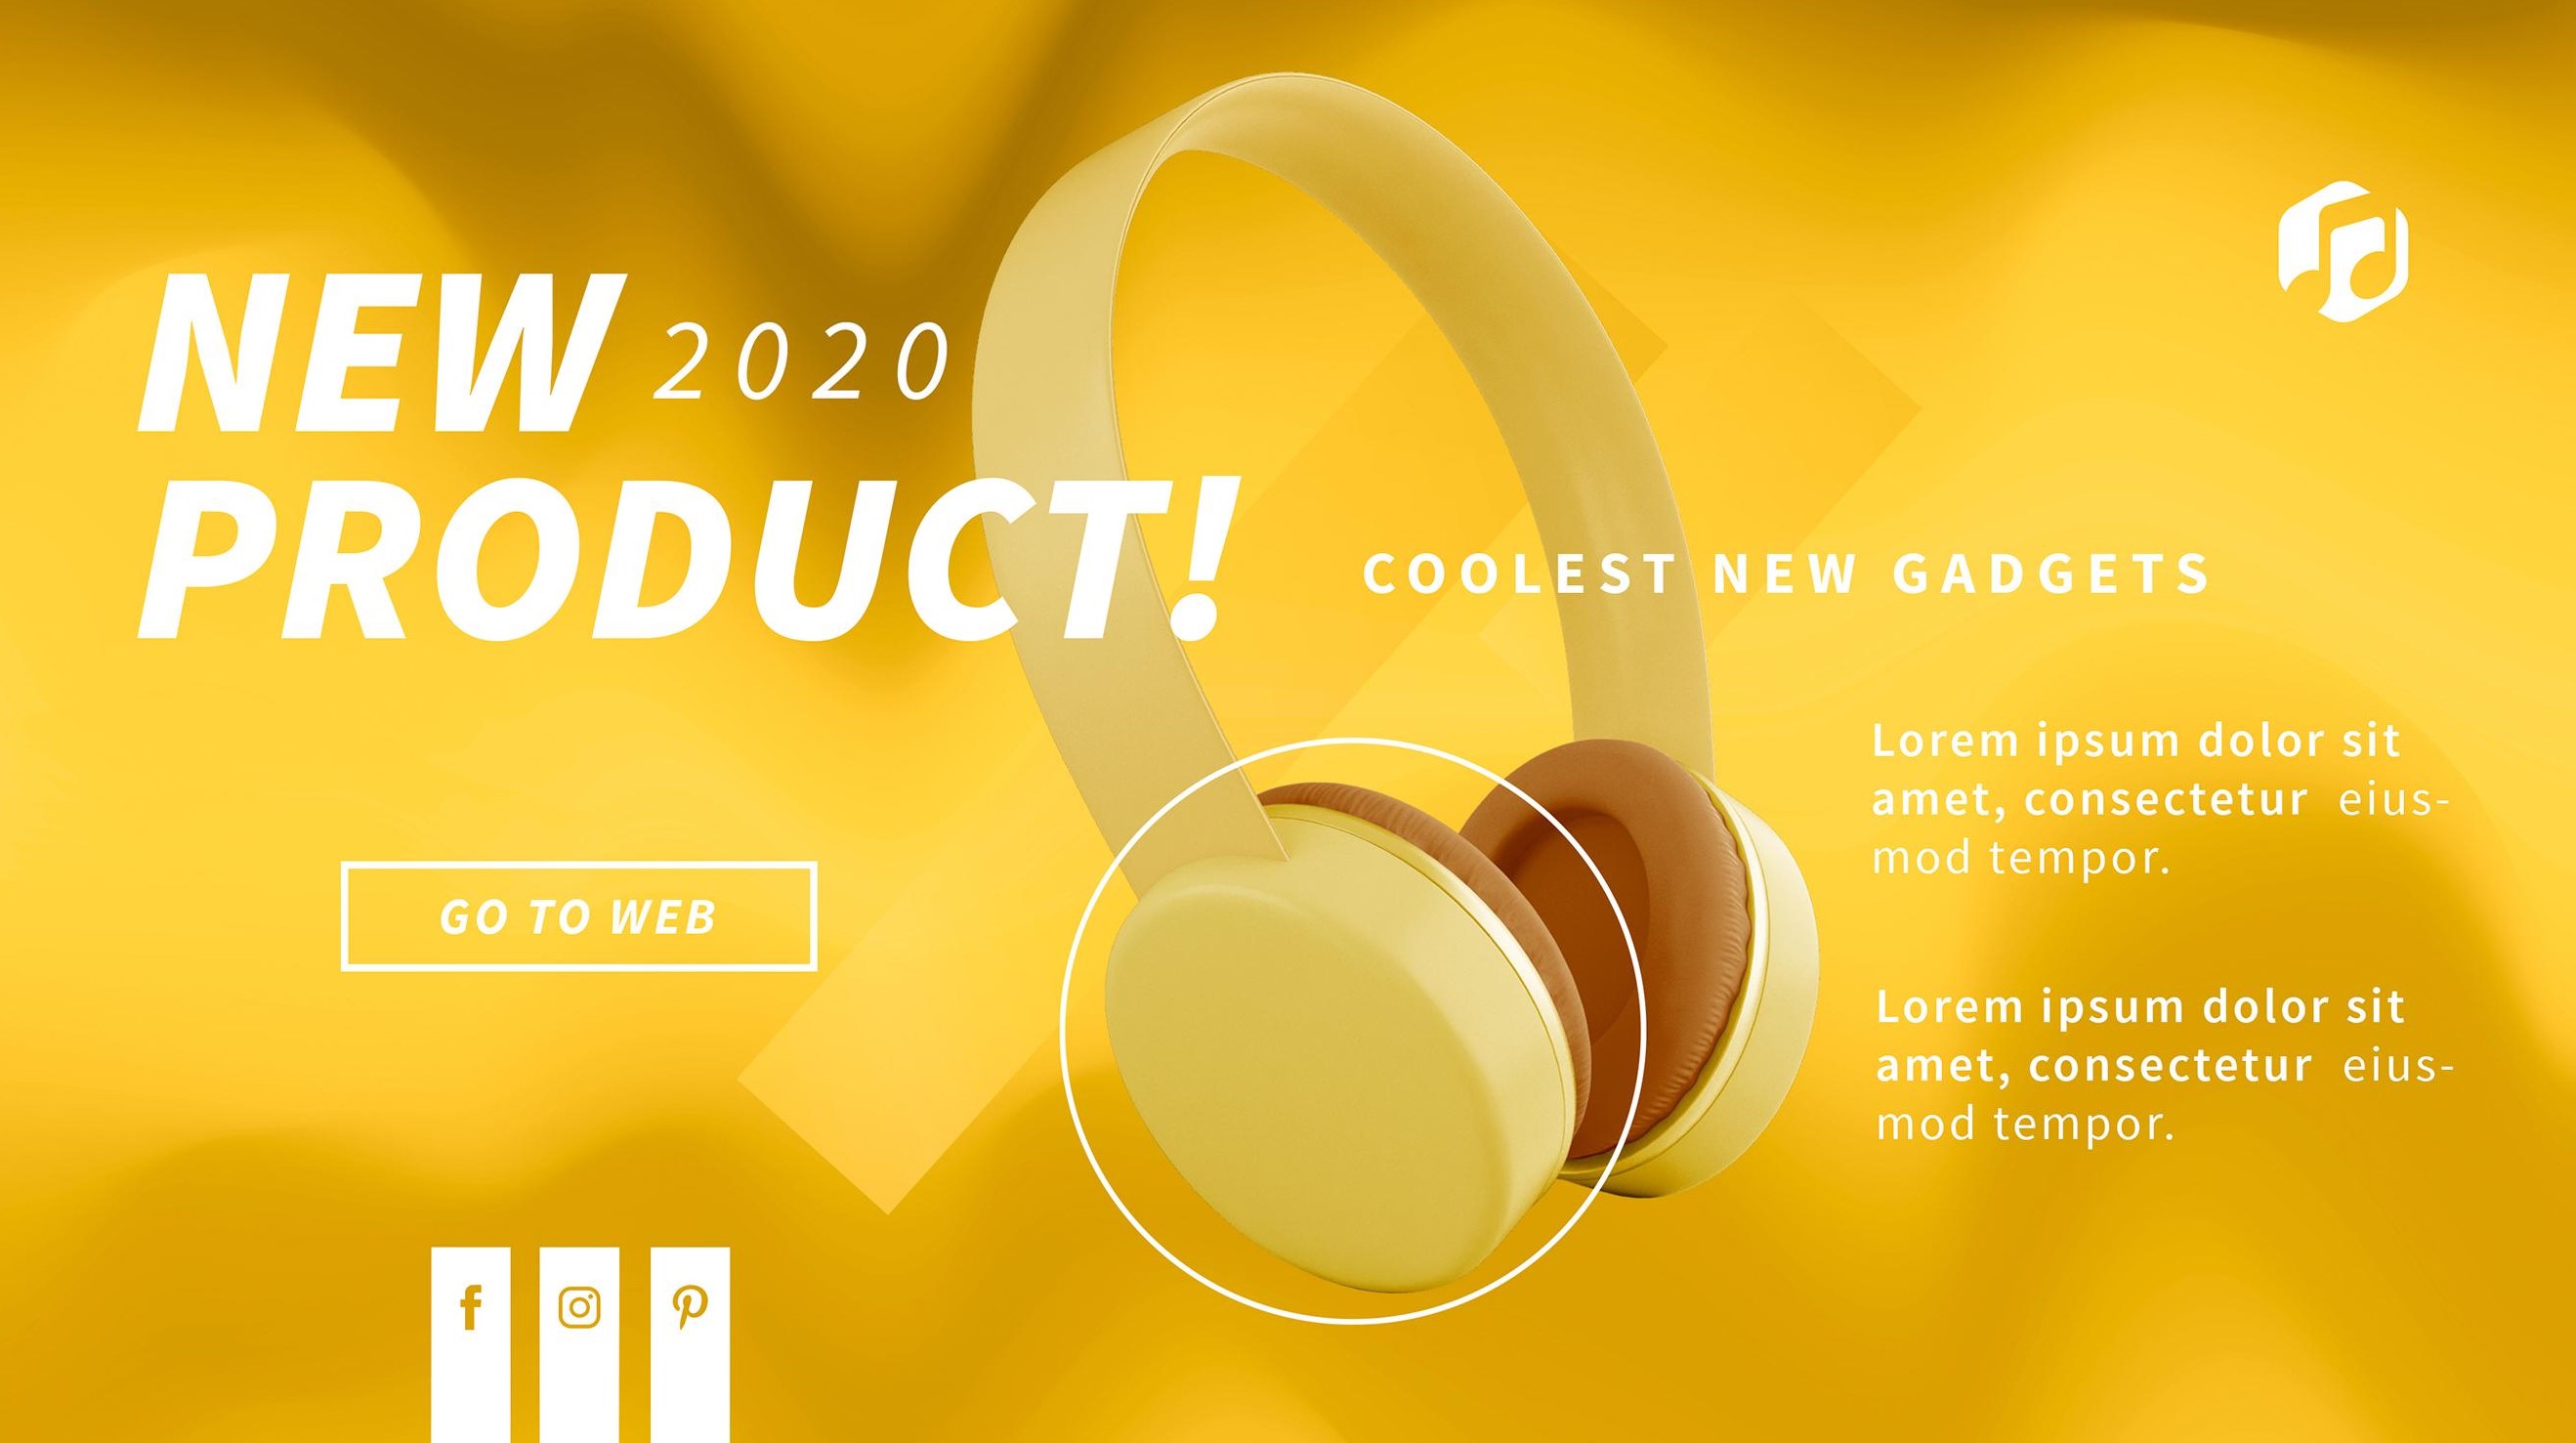 NEW 2020
PRODUCT!
COOLEST NEW GADGETS
Lorem ipsum dolor sit
amet, consectetur eius-
mod tempor.
GO TO WEB
Lorem ipsum dolor sit
amet, consectetur eius-
mod tempor.